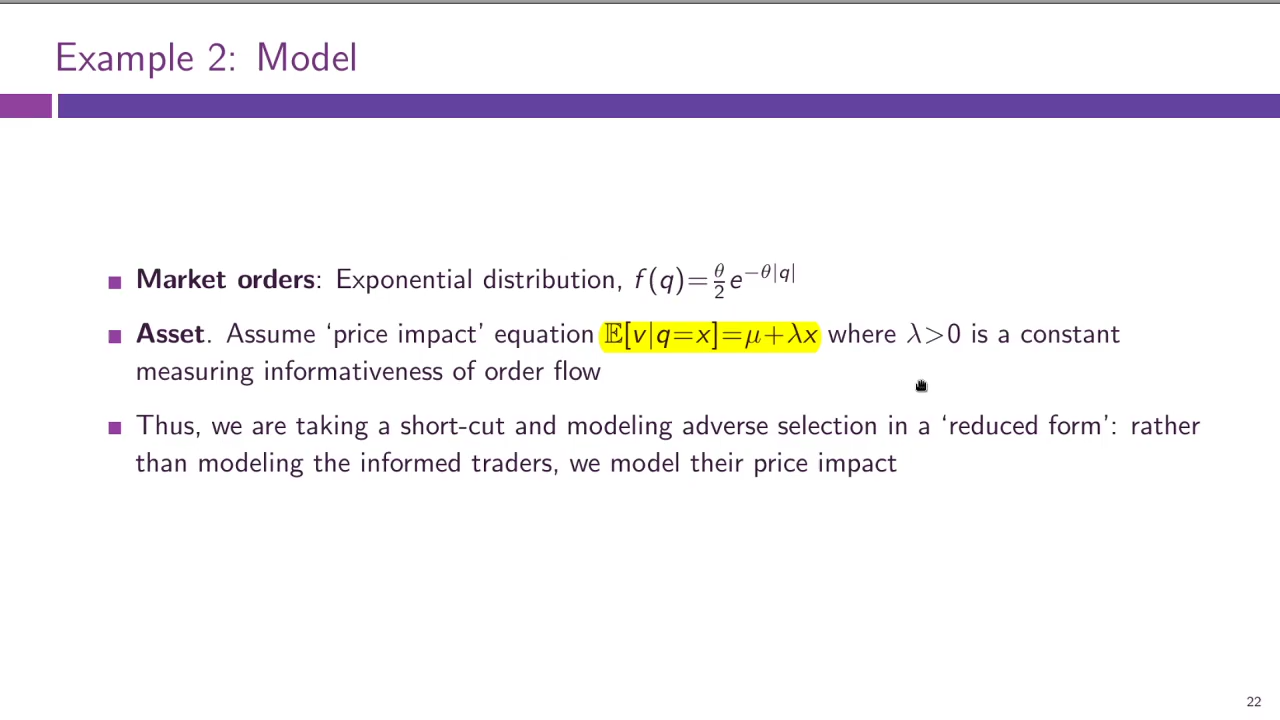 Example 2: Model
Market orders: Exponential distribution, f(q)=θ/2 e^{−θ|q|}
Asset. Assume ‘price impact’ equation 𝔼[v|q=x]=μ+λx where λ>0 is a constant
measuring informativeness of order flow
Thus, we are taking a short-cut and modeling adverse selection in a ‘reduced form’: rather
than modeling the informed traders, we model their price impact
22